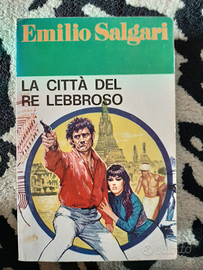 Emilio Salgari
LA CITTÀ DEL
RE LEBBROSO